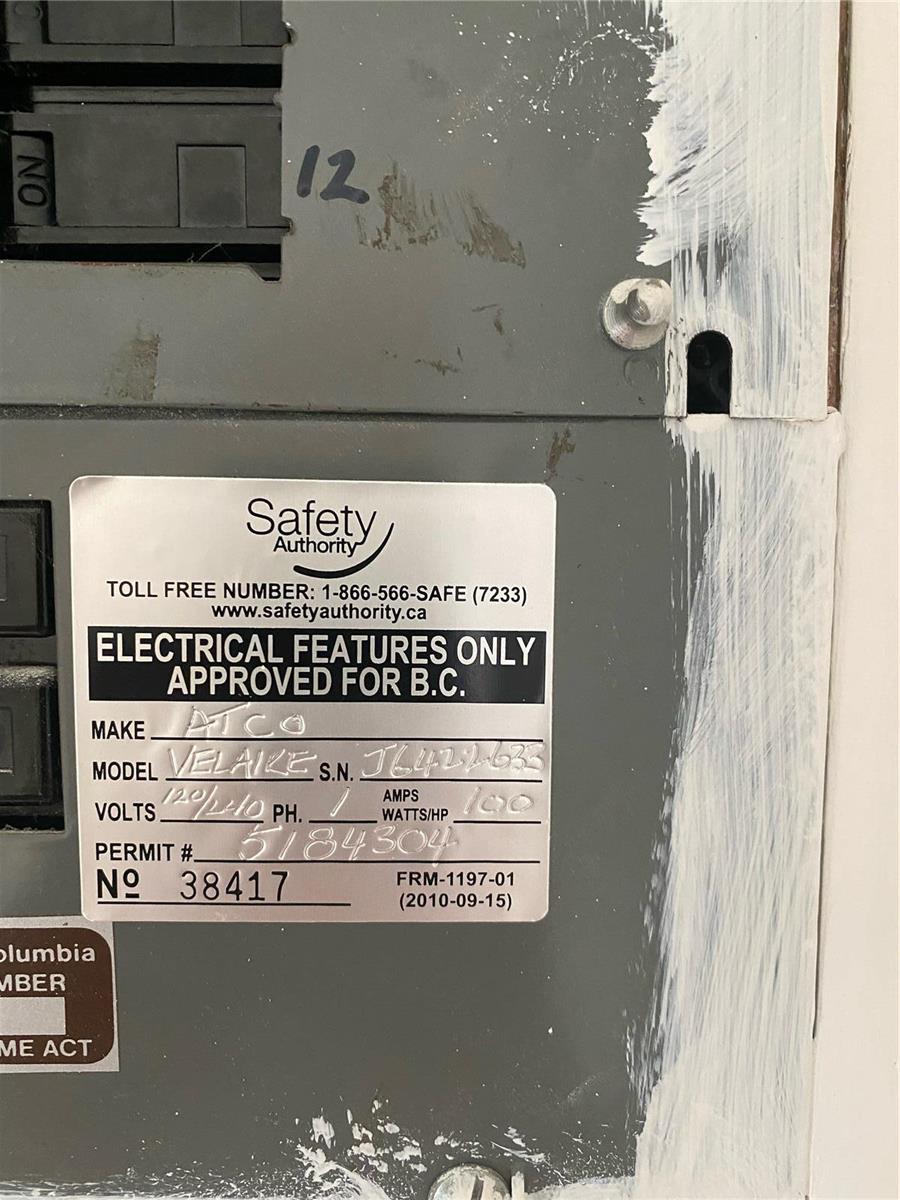 ON
12
Safety
Authority
TOLL FREE NUMBER: 1-866-566-SAFE (7233)
www.safetyauthority.ca
ELECTRICAL FEATURES ONLY
APPROVED FOR B.C.
MAKE ATCO
MODEL VELAIRE S.N. J6422633
VOLTS 120/240 PH. 1 AMPS WATTS/HP 100
PERMIT # 5184304
Nº 38417
FRM-1197-01
(2010-09-15)
olumbia
MBER
ME ACT